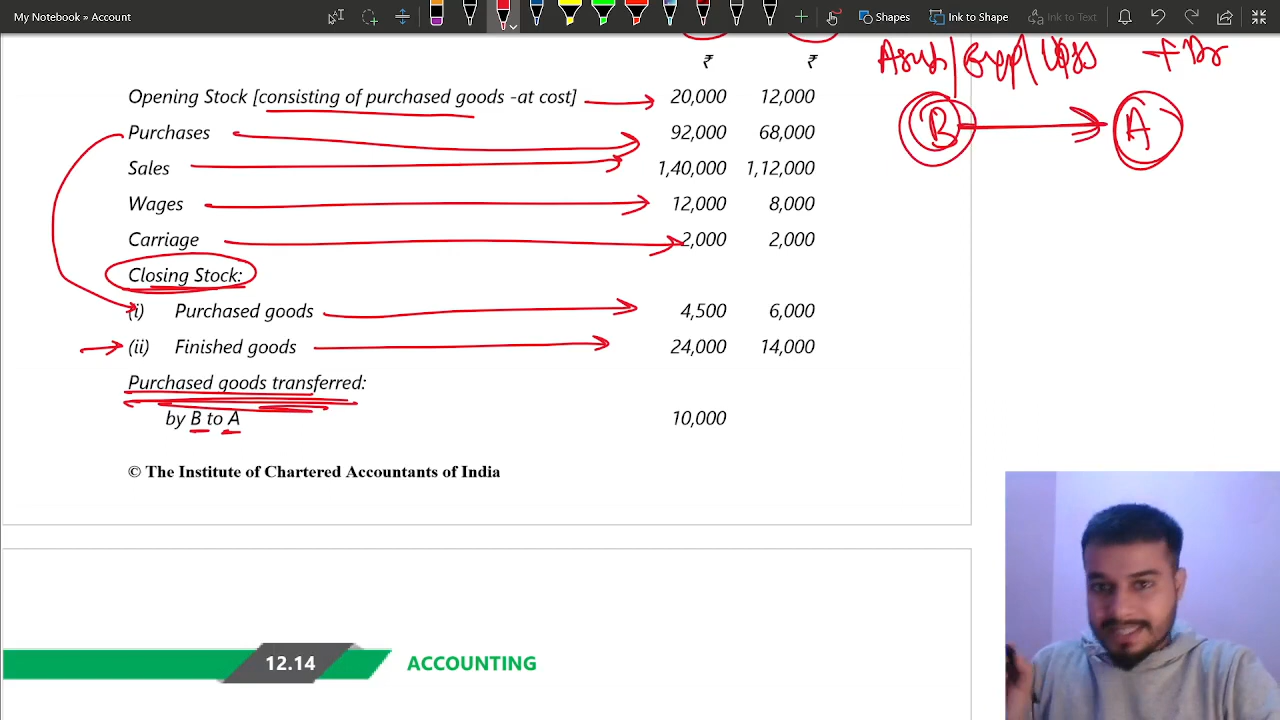 My Notebook » Account
Shapes
Ink to Shape
Ink to Text
₹ ₹
Opening Stock [consisting of purchased goods -at cost] 20,000 12,000
Purchases 92,000 68,000
Sales 1,40,000 1,12,000
Wages 12,000 8,000
Carriage 2,000 2,000
Closing Stock:
(i) Purchased goods 4,500 6,000
(ii) Finished goods 24,000 14,000
Purchased goods transferred:
by B to A 10,000
© The Institute of Chartered Accountants of India
12.14 ACCOUNTING
+ Dr
B A